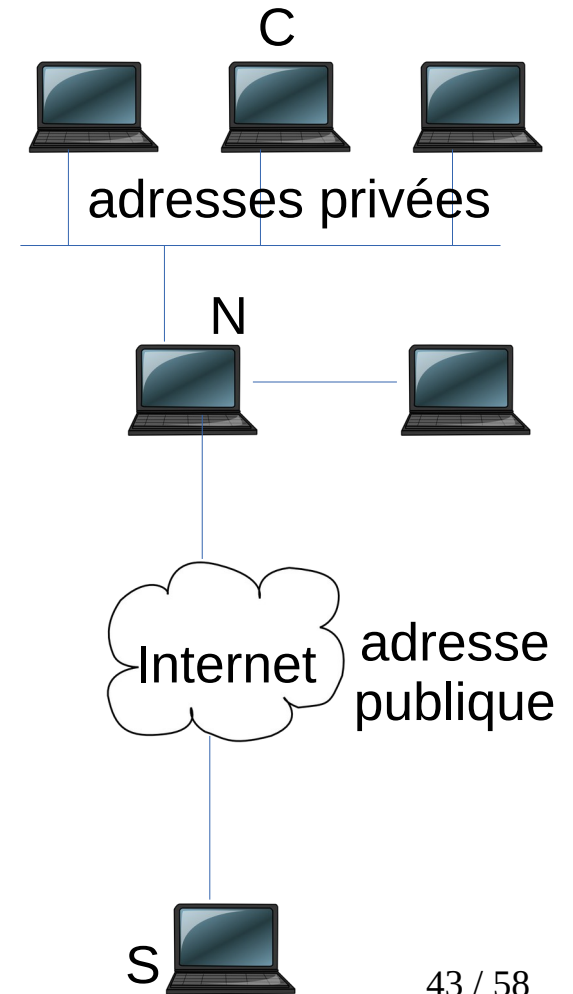 C
adresses privées
N
Internet
adresse
publique
S
43 / 58